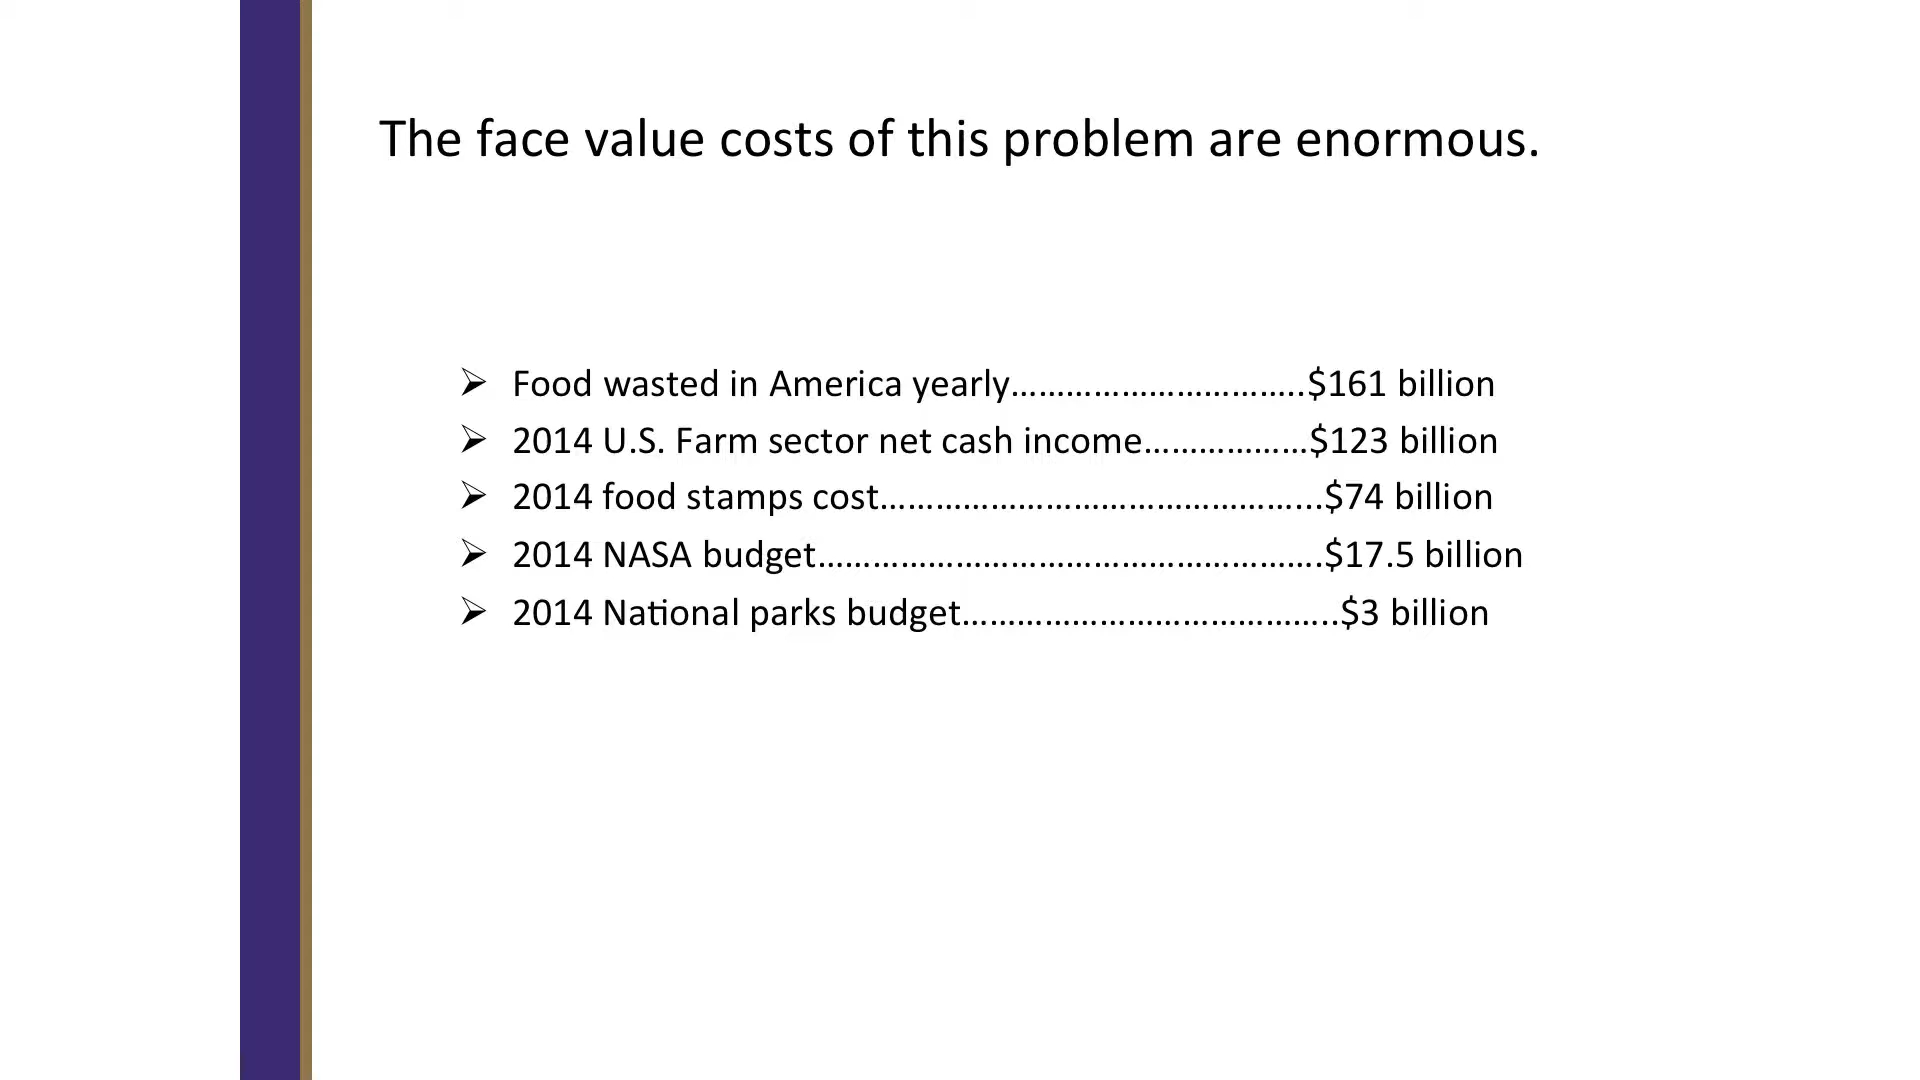 The face value costs of this problem are enormous.
➢ Food wasted in America yearly…………………………..$161 billion
➢ 2014 U.S. Farm sector net cash income………………$123 billion
➢ 2014 food stamps cost………………………………………...$74 billion
➢ 2014 NASA budget……………………………………………….$17.5 billion
➢ 2014 National parks budget…………………………………..$3 billion